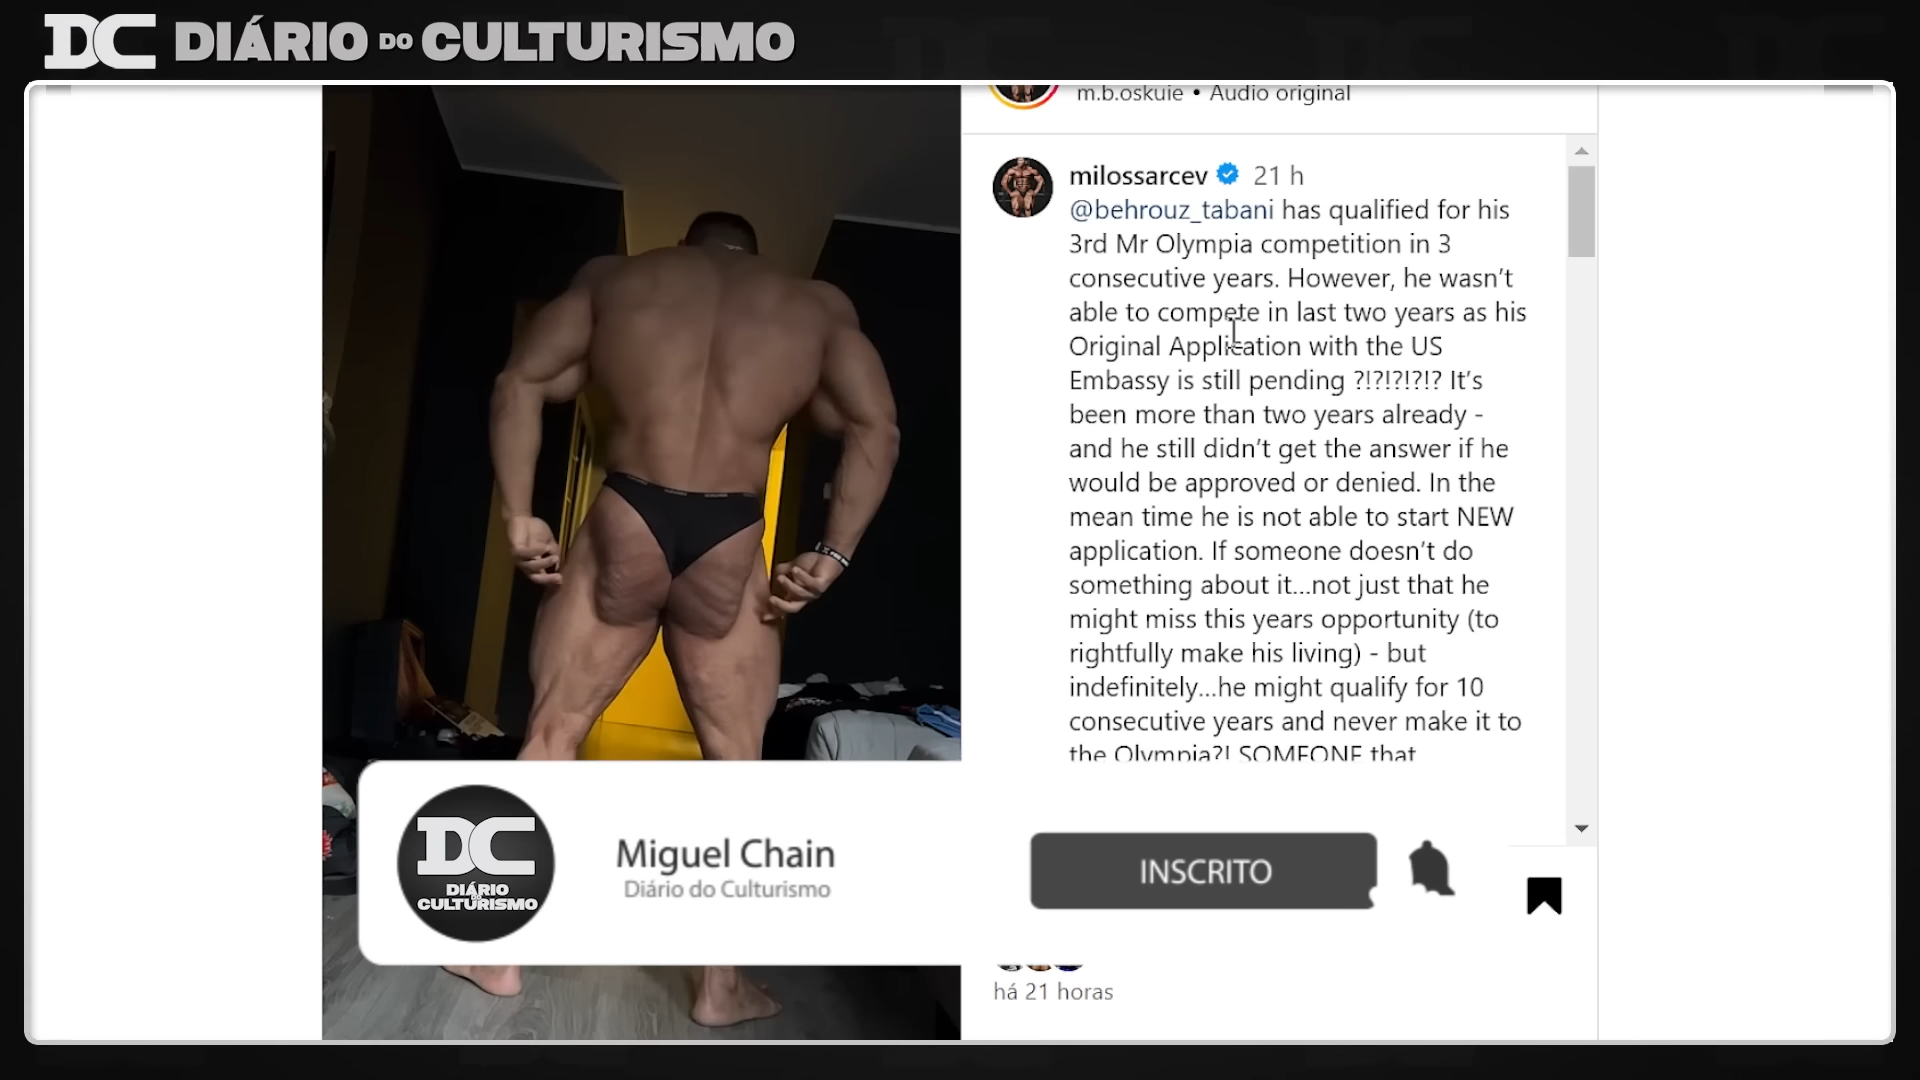 DC DIÁRIO DO CULTURISMO
m.b.oskuie • Audio original
milossarcev 21 h
@behrouz_tabani has qualified for his
3rd Mr Olympia competition in 3
consecutive years. However, he wasn't
able to compete in last two years as his
Original Application with the US
Embassy is still pending ?!?!?!?!? It's
been more than two years already -
and he still didn't get the answer if he
would be approved or denied. In the
mean time he is not able to start NEW
application. If someone doesn't do
something about it...not just that he
might miss this years opportunity (to
rightfully make his living) - but
indefinitely...he might qualify for 10
consecutive years and never make it to
the Olympia?! SOMEONE that
DC
DIÁRIO
DO
CULTURISMO
Miguel Chain
Diário do Culturismo
INSCRITO
há 21 horas